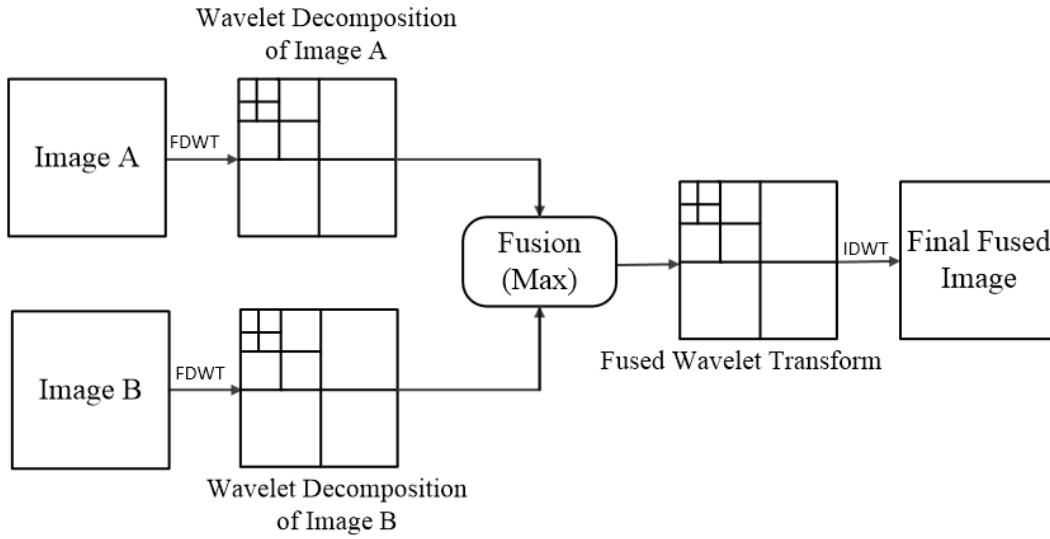 Wavelet Decomposition
of Image A
Image A
FDWT
Fusion
(Max)
IDWT
Final Fused
Image
Fused Wavelet Transform
Image B
FDWT
Wavelet Decomposition
of Image B